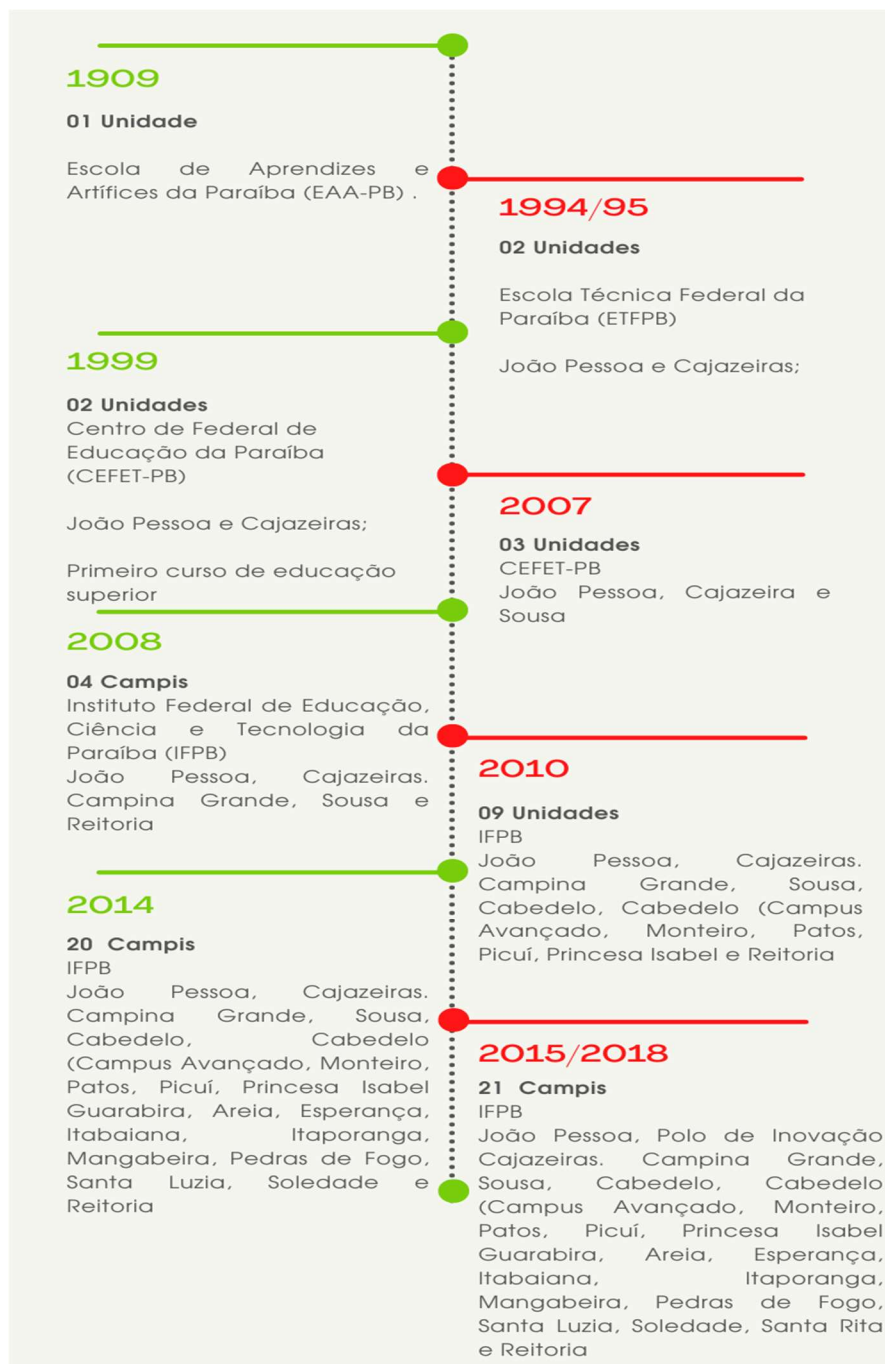 1909
01 Unidade
Escola de Aprendizes e
Artífices da Paraíba (EAA-PB) .
1994/95
02 Unidades
Escola Técnica Federal da
Paraíba (ETFPB)
João Pessoa e Cajazeiras;
1999
02 Unidades
Centro de Federal de
Educação da Paraíba
(CEFET-PB)
João Pessoa e Cajazeiras;
Primeiro curso de educação
superior
2007
03 Unidades
CEFET-PB
João Pessoa, Cajazeira e
Sousa
2008
04 Campis
Instituto Federal de Educação,
Ciência e Tecnologia da
Paraíba (IFPB)
João Pessoa, Cajazeiras.
Campina Grande, Sousa e
Reitoria
2010
09 Unidades
IFPB
João Pessoa, Cajazeiras.
Campina Grande, Sousa,
Cabedelo, Cabedelo (Campus
Avançado, Monteiro, Patos,
Picuí, Princesa Isabel e Reitoria
2014
20 Campis
IFPB
João Pessoa, Cajazeiras.
Campina Grande, Sousa,
Cabedelo, Cabedelo
(Campus Avançado, Monteiro,
Patos, Picuí, Princesa Isabel
Guarabira, Areia, Esperança,
Itabaiana, Itaporanga,
Mangabeira, Pedras de Fogo,
Santa Luzia, Soledade e
Reitoria
2015/2018
21 Campis
IFPB
João Pessoa, Polo de Inovação
Cajazeiras. Campina Grande,
Sousa, Cabedelo, Cabedelo
(Campus Avançado, Monteiro,
Patos, Picuí, Princesa Isabel
Guarabira, Areia, Esperança,
Itabaiana, Itaporanga,
Mangabeira, Pedras de Fogo,
Santa Luzia, Soledade, Santa Rita
e Reitoria